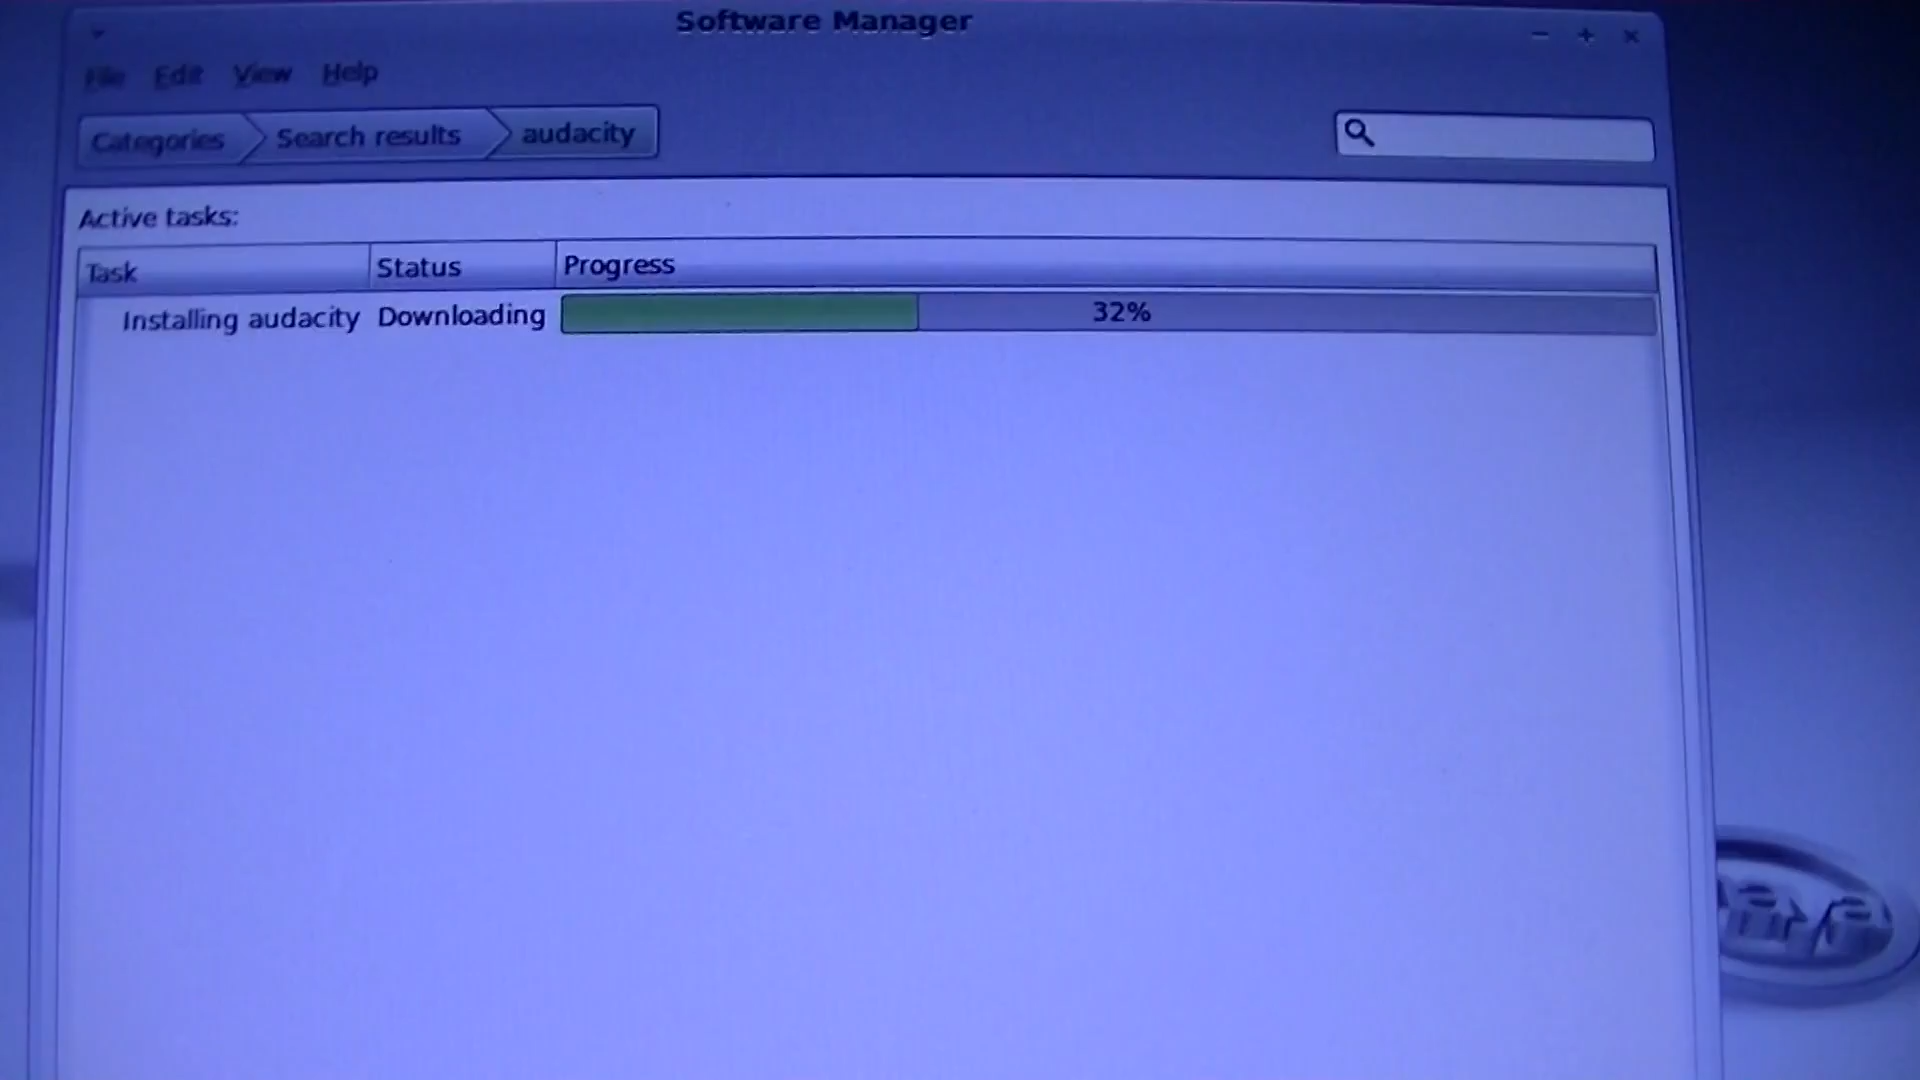 Software Manager
File Edit View Help
Categories Search results audacity
Active tasks:
Task Status Progress
Installing audacity Downloading 32%